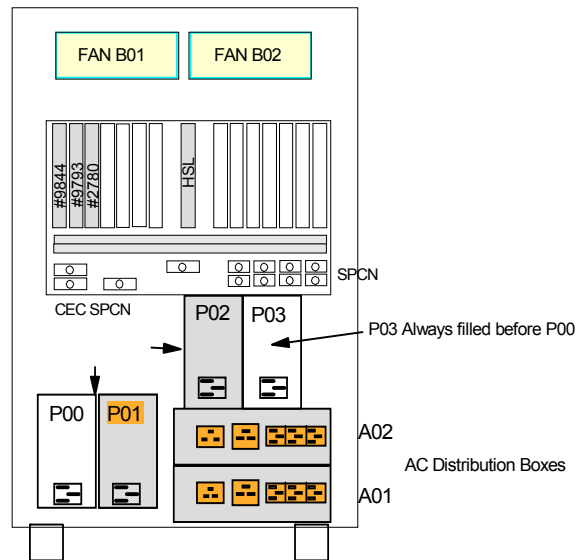 FAN B01
FAN B02
#9844
#9793
#2780
HSL
SPCN
CEC SPCN
P02
P03
P03 Always filled before P00
P00
P01
A02
AC Distribution Boxes
A01